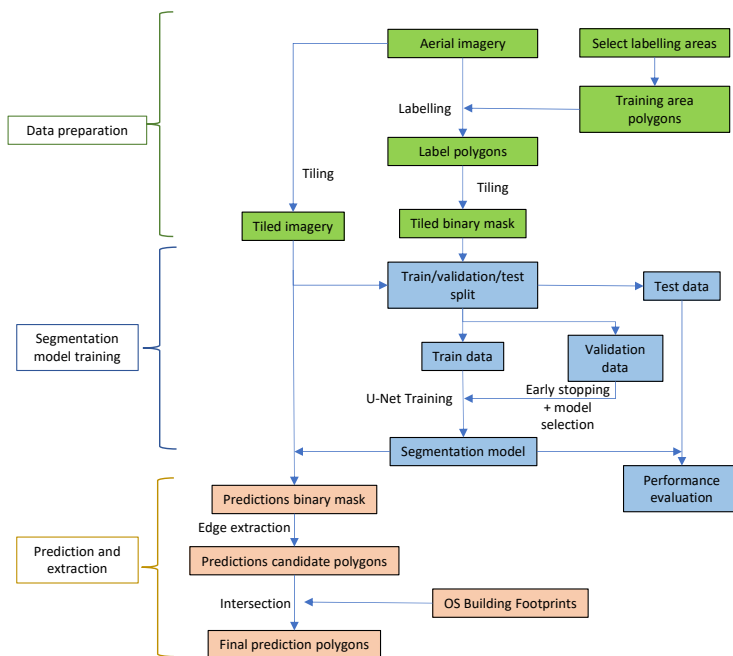 Aerial imagery
Select labelling areas
Labelling
Training area
polygons
Data preparation
Label polygons
Tiling
Tiling
Tiled imagery
Tiled binary mask
Train/validation/test
split
Test data
Segmentation
model training
Train data
Validation
data
U-Net Training
Early stopping
+ model
selection
Segmentation model
Performance
evaluation
Predictions binary mask
Edge extraction
Prediction and
extraction
Predictions candidate polygons
Intersection
OS Building Footprints
Final prediction polygons